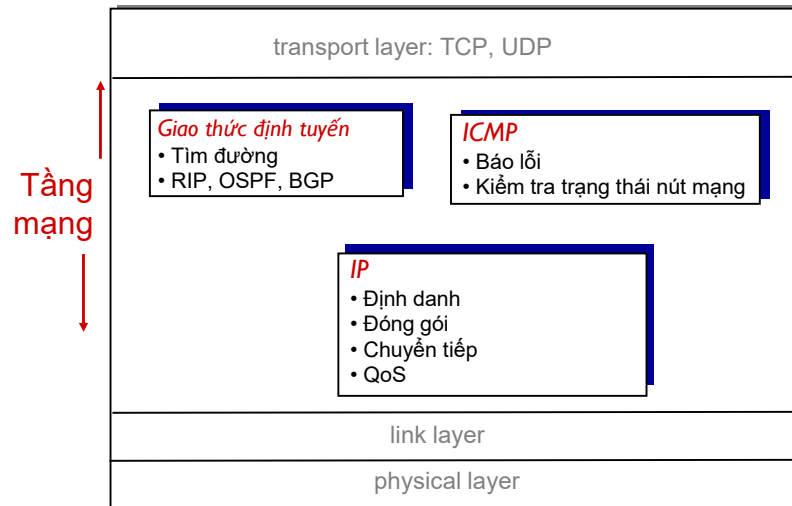 transport layer: TCP, UDP
Tầng
mạng
Giao thức định tuyến
• Tìm đường
• RIP, OSPF, BGP
ICMP
• Báo lỗi
• Kiểm tra trạng thái nút mạng
IP
• Định danh
• Đóng gói
• Chuyển tiếp
• QoS
link layer
physical layer